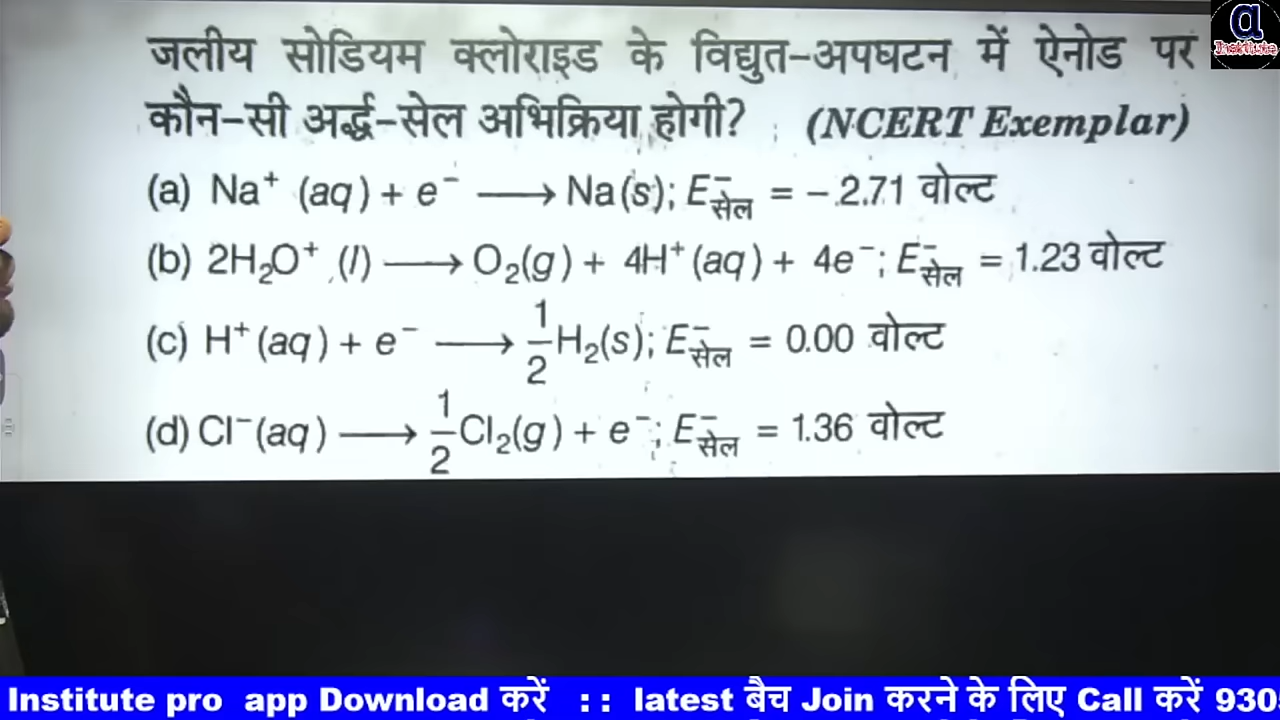 a
Institute
जलीय सोडियम क्लोराइड के विद्युत-अपघटन में ऐनोड पर
कौन-सी अर्द्ध-सेल अभिक्रिया होगी? (NCERT Exemplar)
(a) Na⁺ (aq) + e⁻ ⟶ Na(s); E⁻सेल = – 2.71 वोल्ट
(b) 2H₂O⁺ (l) ⟶ O₂(g) + 4H⁺(aq) + 4e⁻; E⁻सेल = 1.23 वोल्ट
(c) H⁺(aq) + e⁻ ⟶ 1/2 H₂(s); E⁻सेल = 0.00 वोल्ट
(d) Cl⁻(aq) ⟶ 1/2 Cl₂(g) + e⁻; E⁻सेल = 1.36 वोल्ट
Institute pro app Download करें :: latest बैच Join करने के लिए Call करें 930